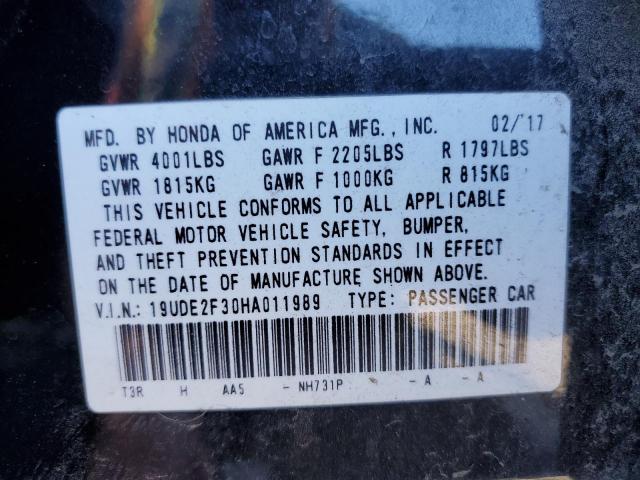 MFD. BY HONDA OF AMERICA MFG., INC. 02/'17
GVWR 4001LBS GAWR F 2205LBS R 1797LBS
GVWR 1815KG GAWR F 1000KG R 815KG
THIS VEHICLE CONFORMS TO ALL APPLICABLE
FEDERAL MOTOR VEHICLE SAFETY, BUMPER,
AND THEFT PREVENTION STANDARDS IN EFFECT
ON THE DATE OF MANUFACTURE SHOWN ABOVE.
V.I.N.: 19UDE2F30HA011989 TYPE: PASSENGER CAR
T3R H AA5 - NH731P - A - A